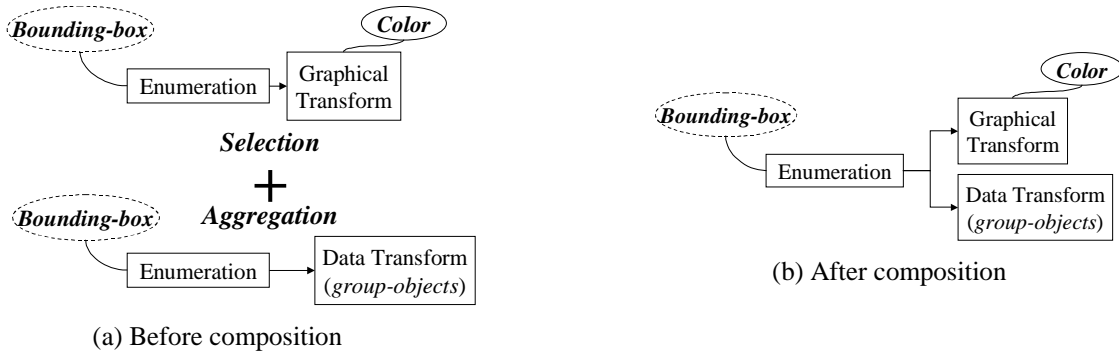 Bounding-box
Color
Enumeration
Graphical
Transform
Selection
+
Aggregation
Bounding-box
Enumeration
Data Transform
(group-objects)
(a) Before composition
Color
Bounding-box
Graphical
Transform
Enumeration
Data Transform
(group-objects)
(b) After composition